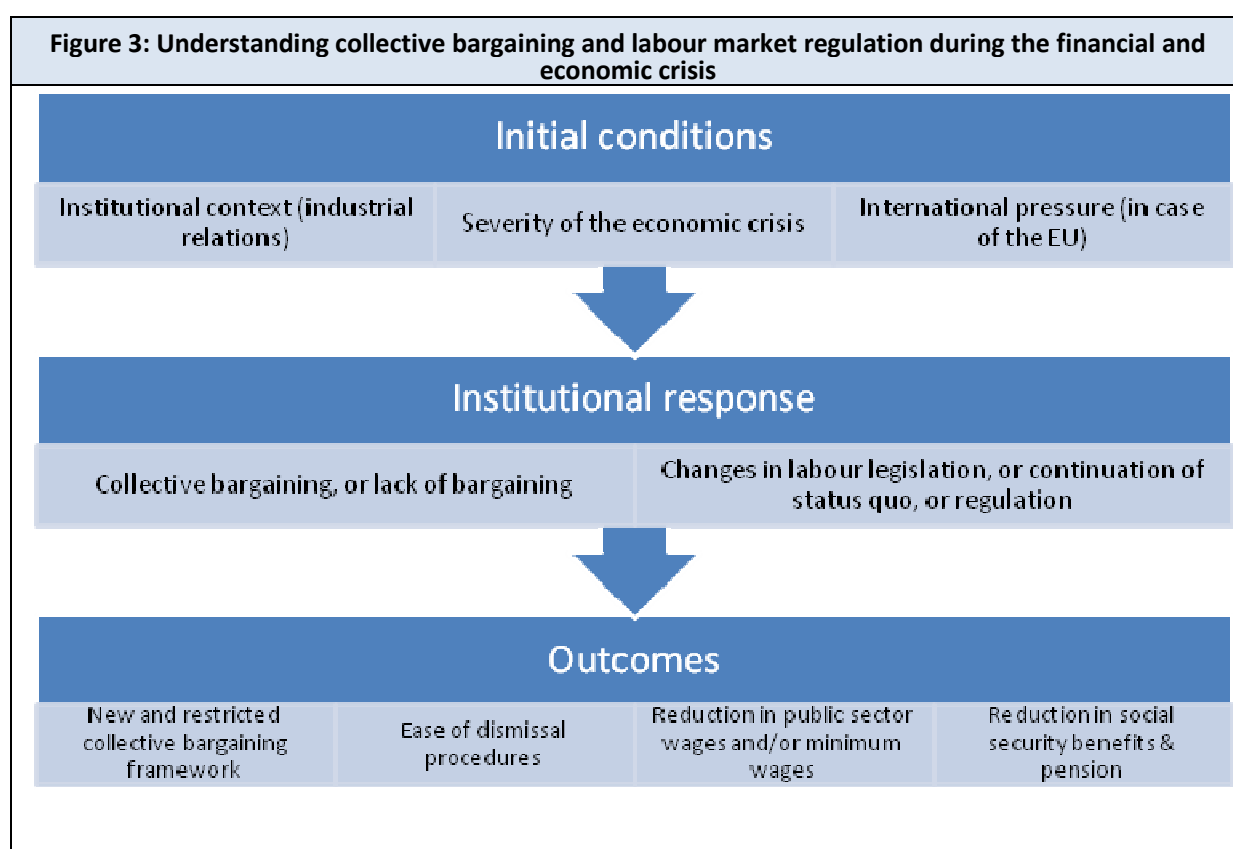 Figure 3: Understanding collective bargaining and labour market regulation during the financial and
economic crisis
Initial conditions
Institutional context (industrial
relations)
Severity of the economic crisis
International pressure (in case
of the EU)
Institutional response
Collective bargaining, or lack of bargaining
Changes in labour legislation, or continuation of
status quo, or regulation
Outcomes
New and restricted
collective bargaining
framework
Ease of dismissal
procedures
Reduction in public sector
wages and/or minimum
wages
Reduction in social
security benefits &
pension